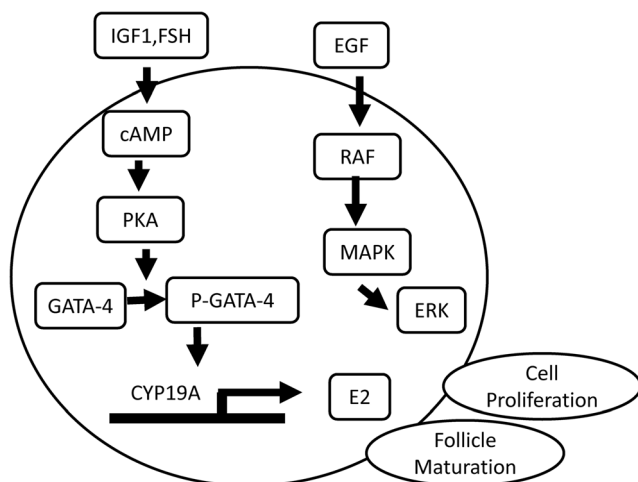 IGF1,FSH
EGF
cAMP
RAF
PKA
MAPK
GATA-4
P-GATA-4
ERK
CYP19A
E2
Cell
Proliferation
Follicle
Maturation